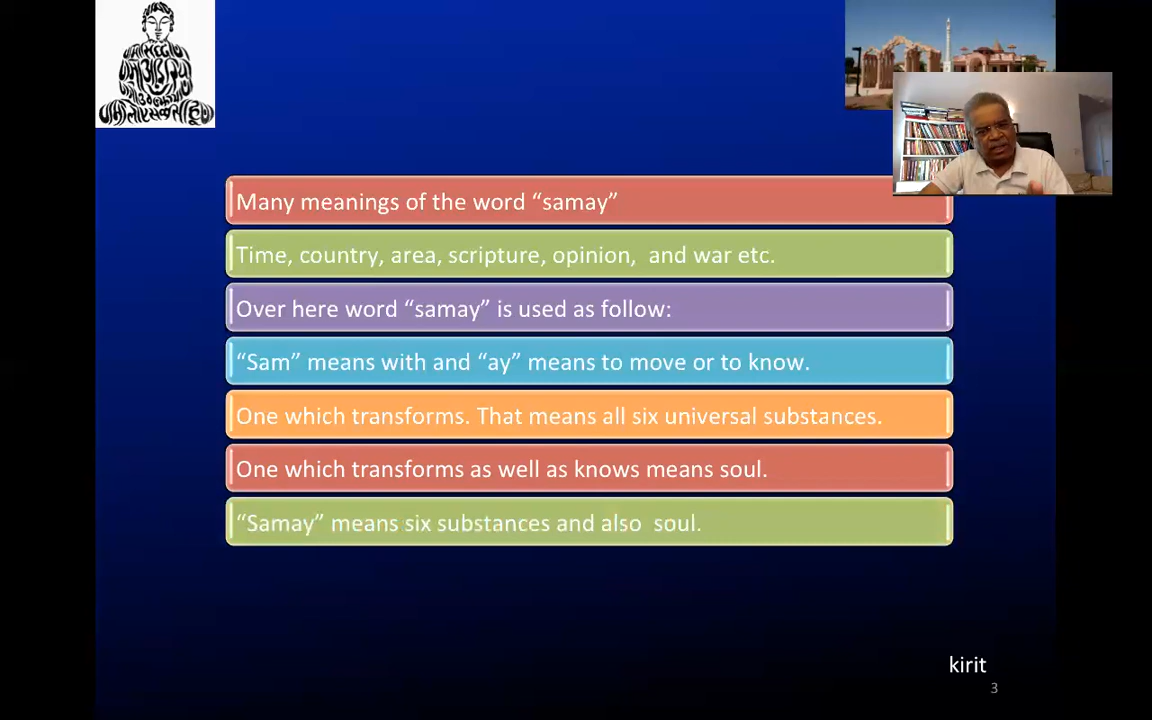 Many meanings of the word “samay”
Time, country, area, scripture, opinion,  and war etc.
Over here word “samay” is used as follow:
“Sam” means with and “ay” means to move or to know.
One which transforms. That means all six universal substances.
One which transforms as well as knows means soul.
“Samay” means six substances and also  soul.
kirit
3